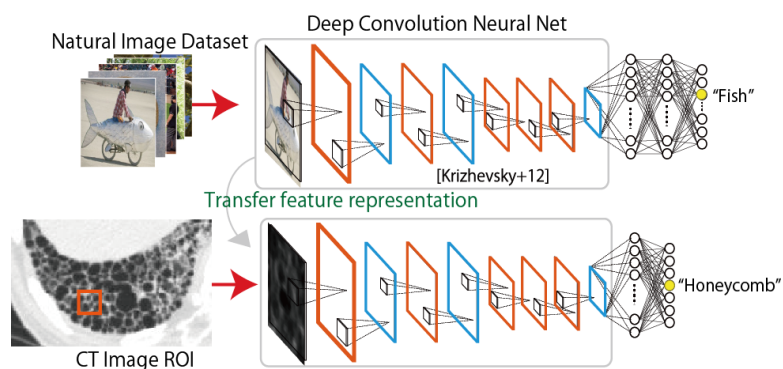 Deep Convolution Neural Net
Natural Image Dataset
“Fish”
[Krizhevsky+12]
Transfer feature representation
“Honeycomb”
CT Image ROI